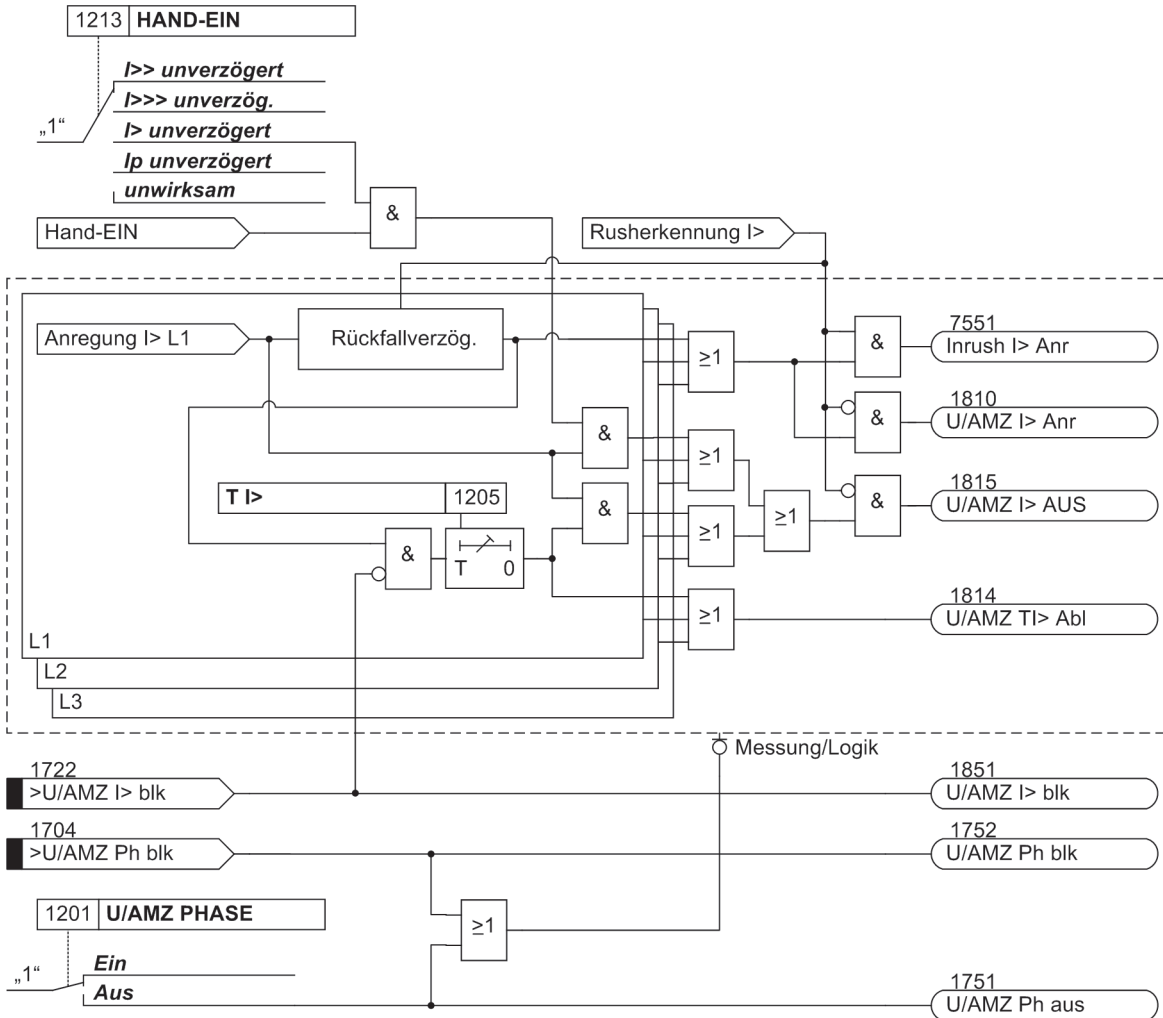 1213 HAND-EIN
I>> unverzögert
I>>> unverzög.
„1“
I> unverzögert
Ip unverzögert
unwirksam
&
Hand-EIN
Rusherkennung I>
Anregung I> L1
Rückfallverzög.
≥1
&
7551
Inrush I> Anr
&
1810
U/AMZ I> Anr
&
≥1
T I> 1205
&
≥1
≥1
&
1815
U/AMZ I> AUS
&
T 0
≥1
1814
U/AMZ TI> Abl
L1
L2
L3
Messung/Logik
1722
>U/AMZ I> blk
1851
U/AMZ I> blk
1704
>U/AMZ Ph blk
1752
U/AMZ Ph blk
1201 U/AMZ PHASE
≥1
„1“
Ein
Aus
1751
U/AMZ Ph aus